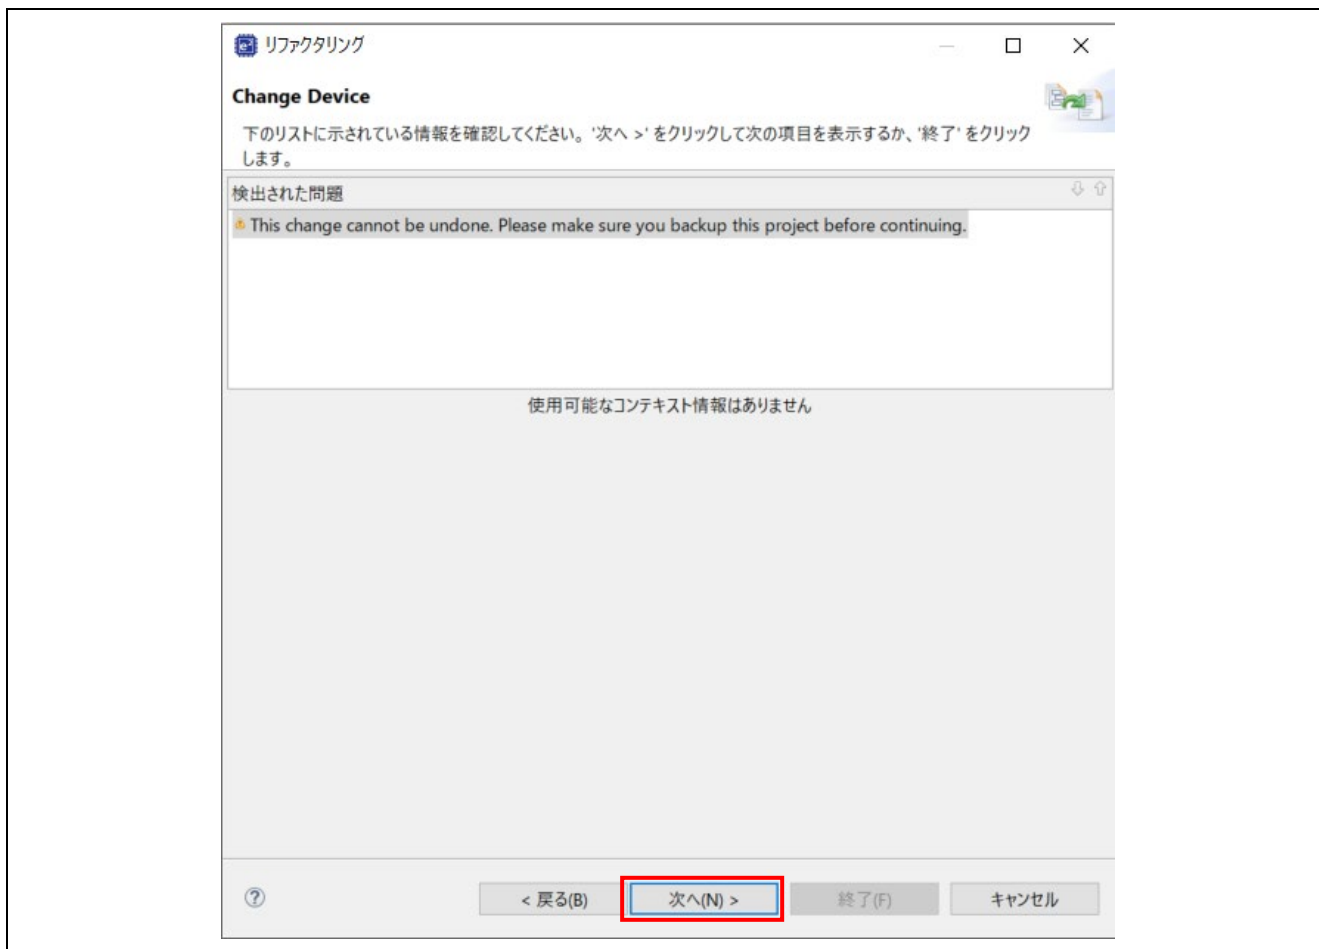 リファクタリング
Change Device
下のリストに示されている情報を確認してください。'次へ >' をクリックして次の項目を表示するか、'終了' をクリック
します。
検出された問題
This change cannot be undone. Please make sure you backup this project before continuing.
使用可能なコンテキスト情報はありません
< 戻る(B)
次へ(N) >
終了(F)
キャンセル